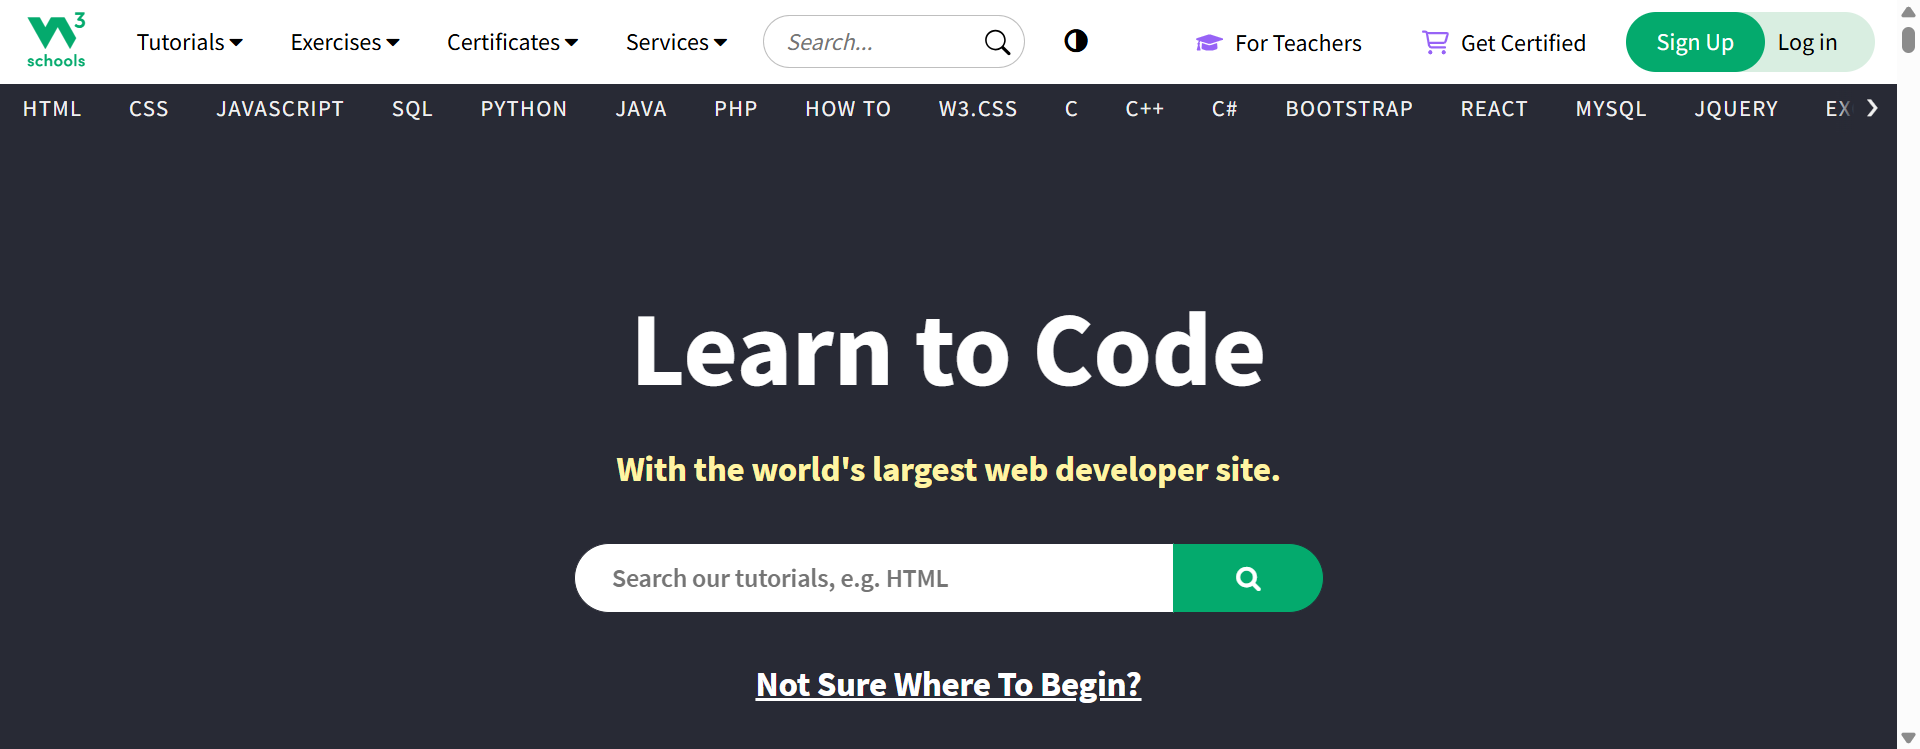 W3 schools
Tutorials Exercises Certificates Services Search... For Teachers Get Certified Sign Up Log in
HTML CSS JAVASCRIPT SQL PYTHON JAVA PHP HOW TO W3.CSS C C++ C# BOOTSTRAP REACT MYSQL JQUERY EX
Learn to Code
With the world's largest web developer site.
Search our tutorials, e.g. HTML
Not Sure Where To Begin?